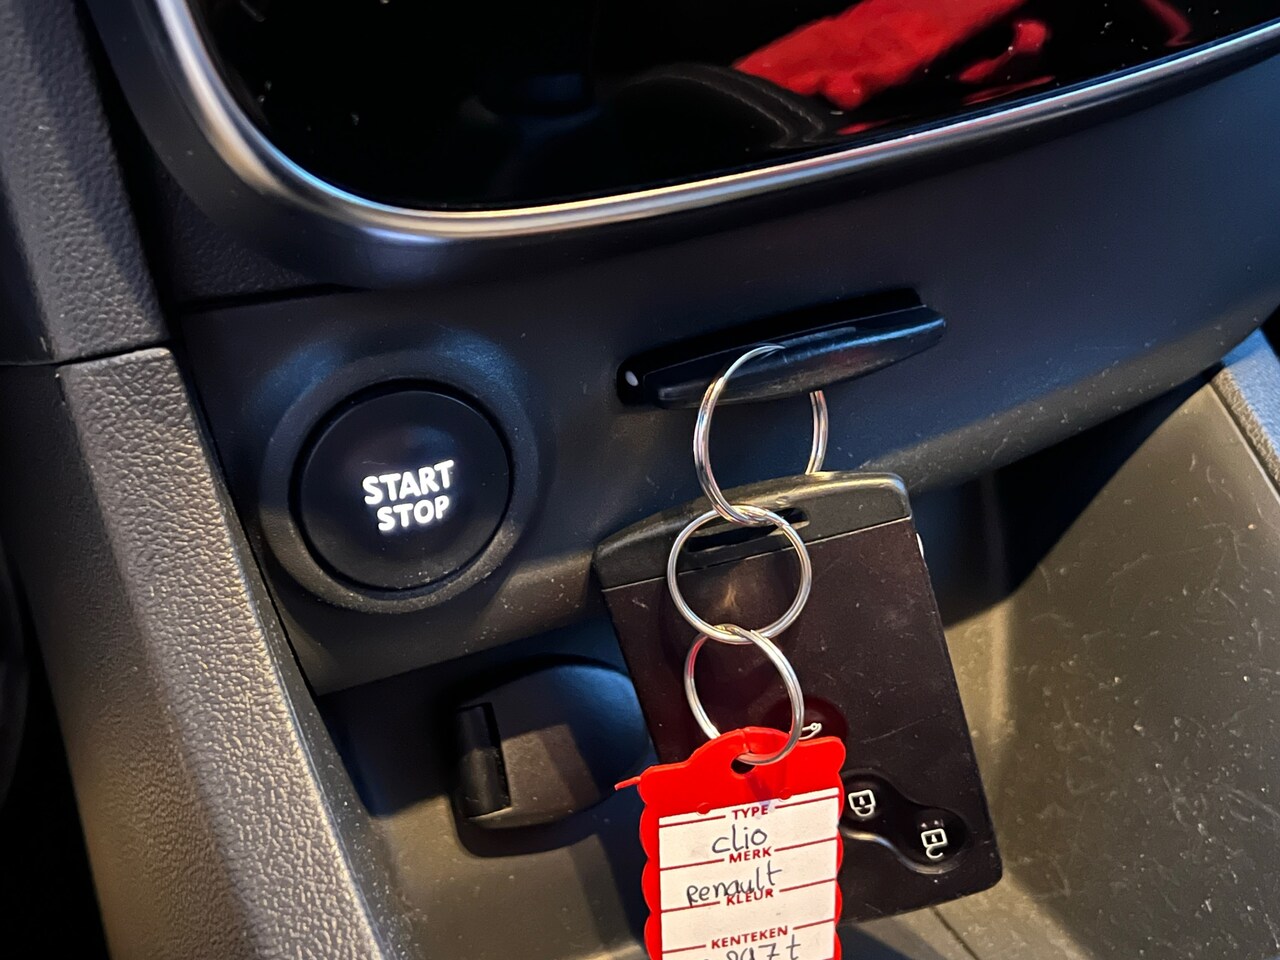 START
STOP
TYPE
clio
MERK
Renault
KLEUR
KENTEKEN